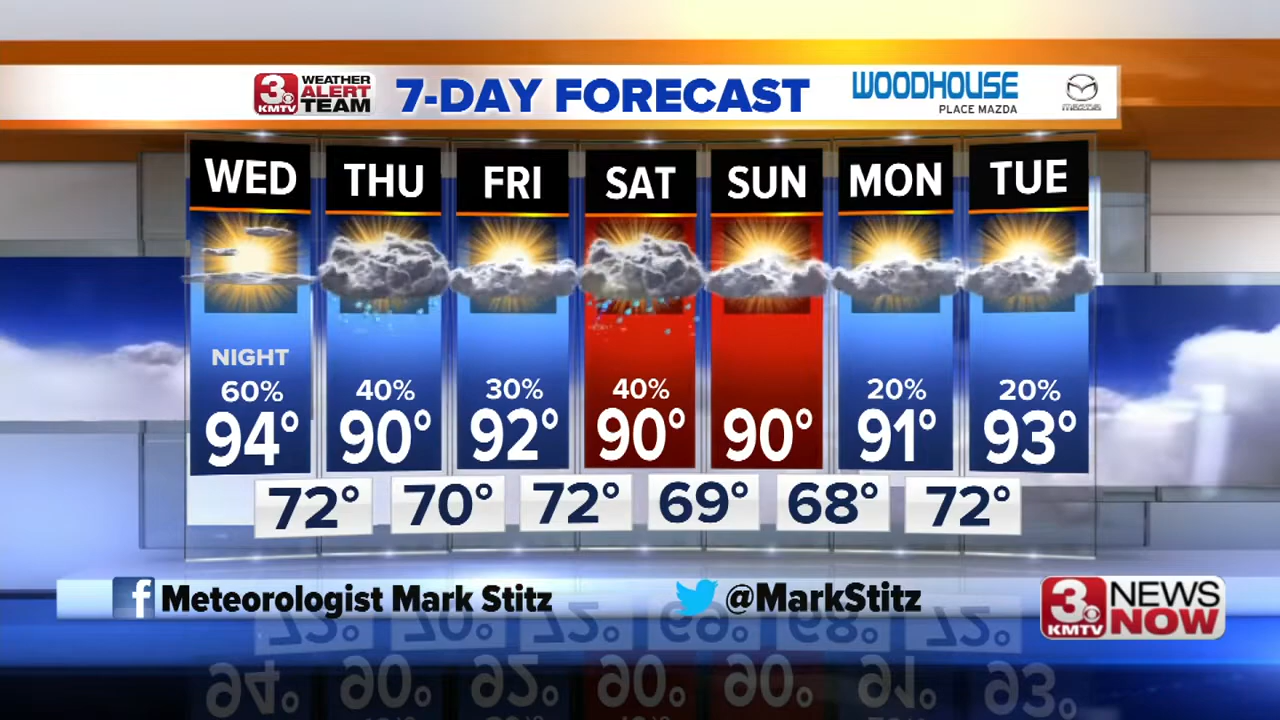 3 KMTV WEATHER ALERT TEAM 7-DAY FORECAST WOODHOUSE PLACE MAZDA mazda
WED THU FRI SAT SUN MON TUE
NIGHT
60% 40% 30% 40% 20% 20%
94° 90° 92° 90° 90° 91° 93°
72° 70° 72° 69° 68° 72°
f Meteorologist Mark Stitz @MarkStitz 3 KMTV NEWS NOW